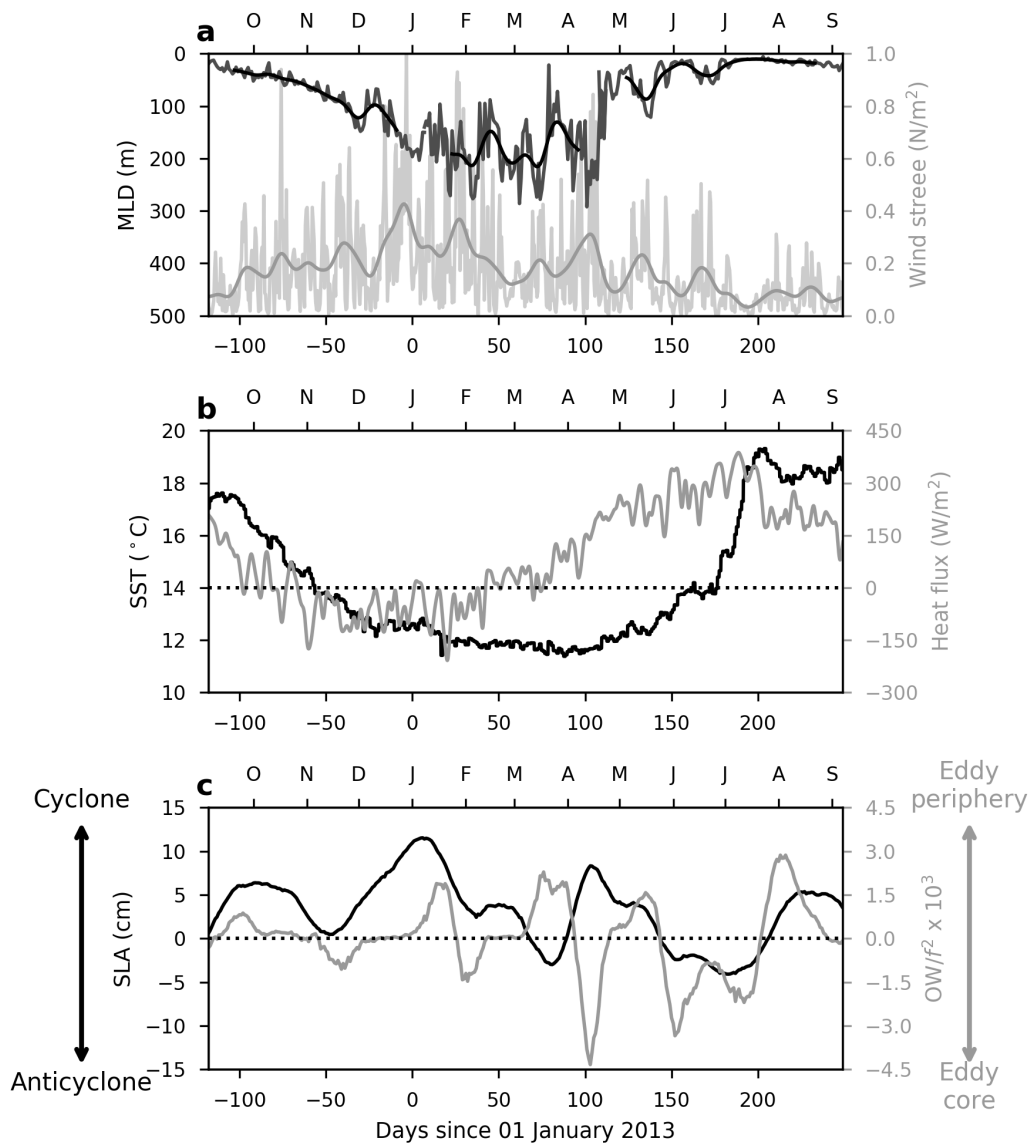 a
O N D J F M A M J J A S
0 1.0
100 0.8
200 0.6
300 0.4
400 0.2
500 0.0
MLD (m)
Wind streee (N/m²)
−100 −50 0 50 100 150 200
b
O N D J F M A M J J A S
20 450
18 300
16 150
14 0
12 −150
10 −300
SST (°C)
Heat flux (W/m²)
−100 −50 0 50 100 150 200
c
O N D J F M A M J J A S
Cyclone
Eddy
periphery
15 4.5
10 3.0
5 1.5
0 0.0
−5 −1.5
−10 −3.0
−15 −4.5
SLA (cm)
OW/f² x 10³
Anticyclone
Eddy
core
−100 −50 0 50 100 150 200
Days since 01 January 2013